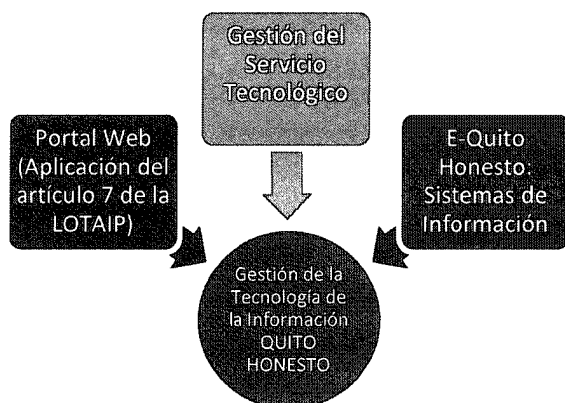 Gestión del
Servicio
Tecnológico
Portal Web
(Aplicación del
artículo 7 de la
LOTAIP)
E-Quito
Honesto:
Sistemas de
Información
Gestión de la
Tecnología de
la Información
QUITO
HONESTO